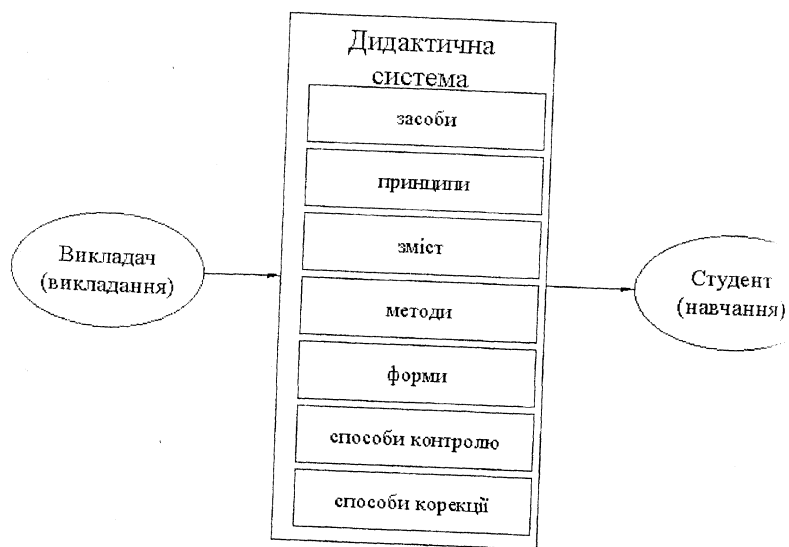 Дидактична
система
засоби
принципи
зміст
методи
форми
способи контролю
способи корекції
Викладач
(викладання)
Студент
(навчання)